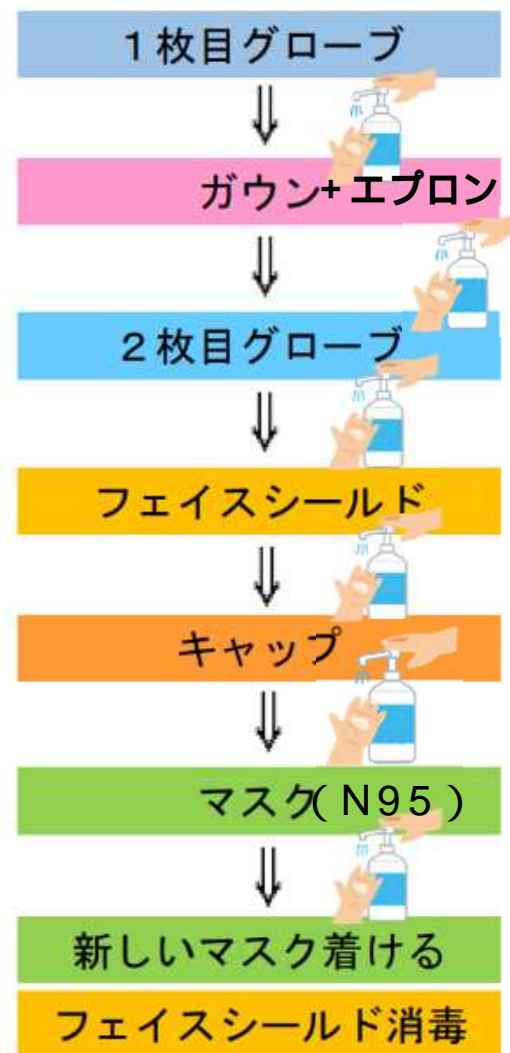 1枚目グローブ
ガウン+エプロン
2枚目グローブ
フェイスシールド
キャップ
マスク(N95)
新しいマスク着ける
フェイスシールド消毒